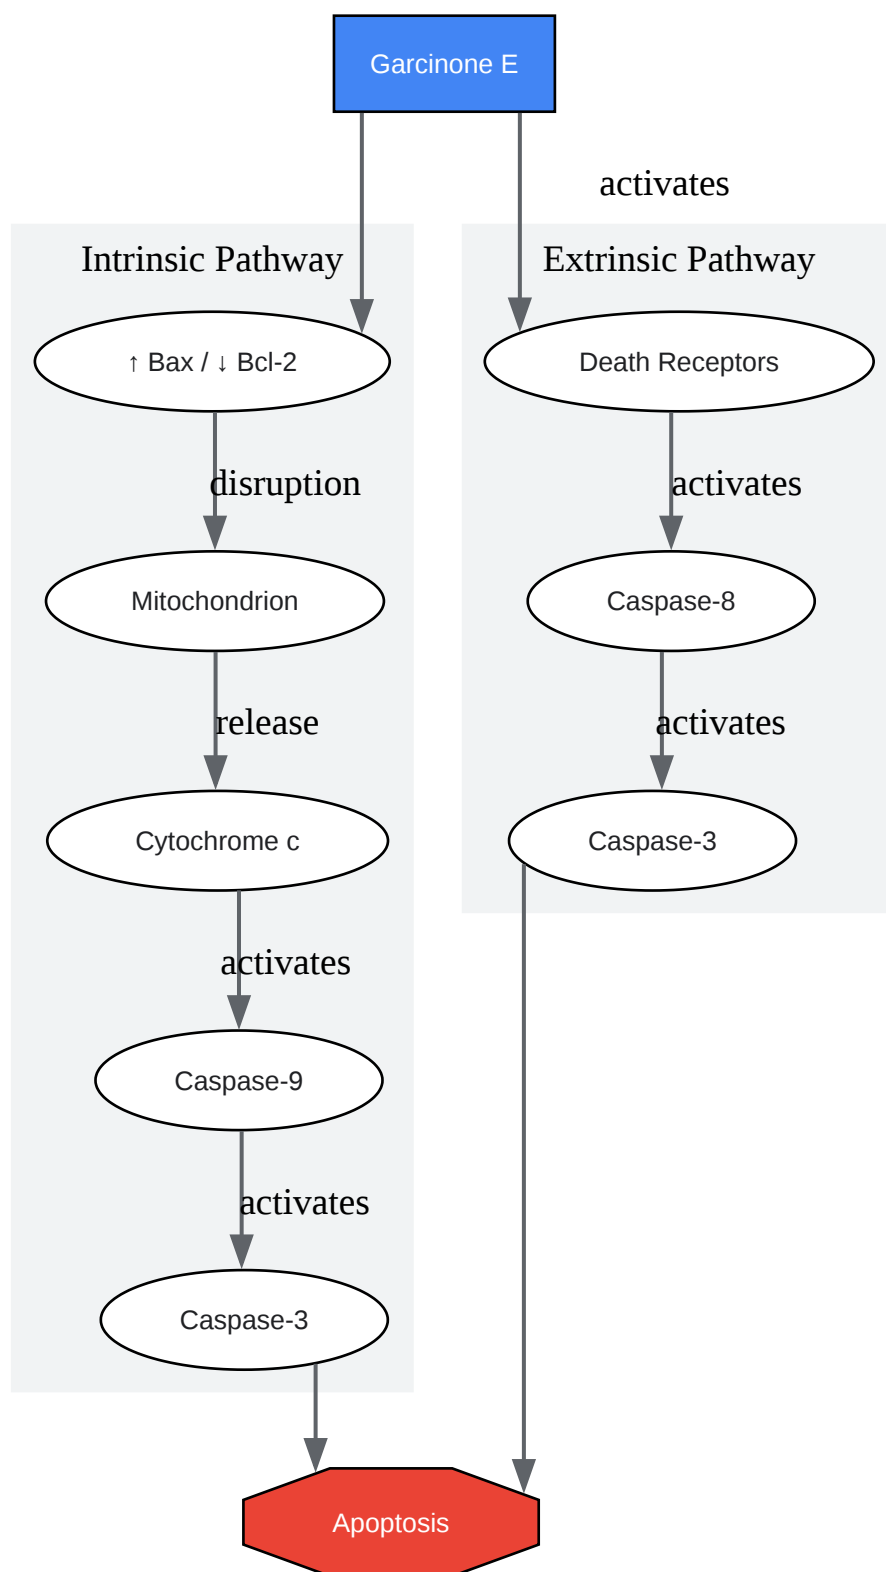 Garcinone E
activates
Intrinsic Pathway
Extrinsic Pathway
↑ Bax / ↓ Bcl-2
Death Receptors
disruption
activates
Mitochondrion
Caspase-8
release
activates
Cytochrome c
Caspase-3
activates
Caspase-9
activates
Caspase-3
Apoptosis